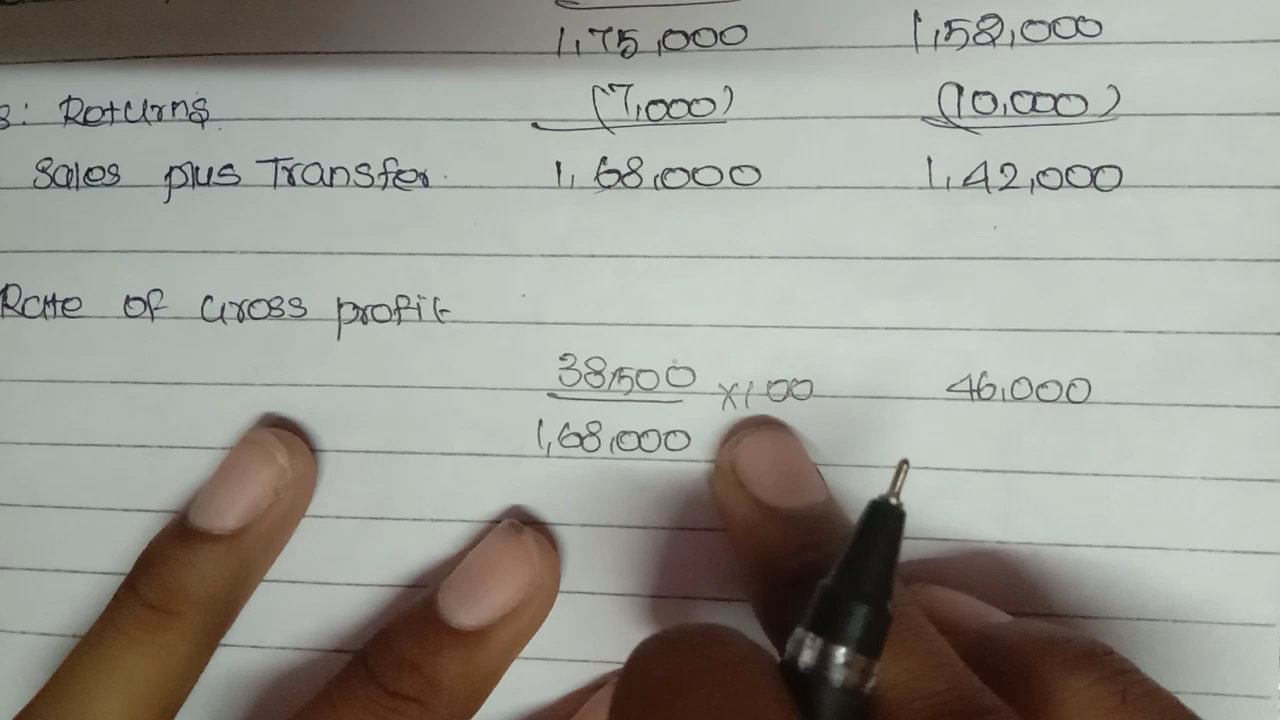 1,75,000 1,52,000
s: Returns (7,000) (10,000)
Sales plus Transfer. 1,68,000 1,42,000
Rate of Gross profit
38,500 x100 46,000
1,68,000